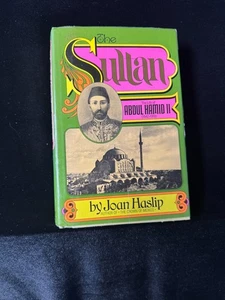 The
Sultan
ABDUL HAMID II
by Joan Haslip